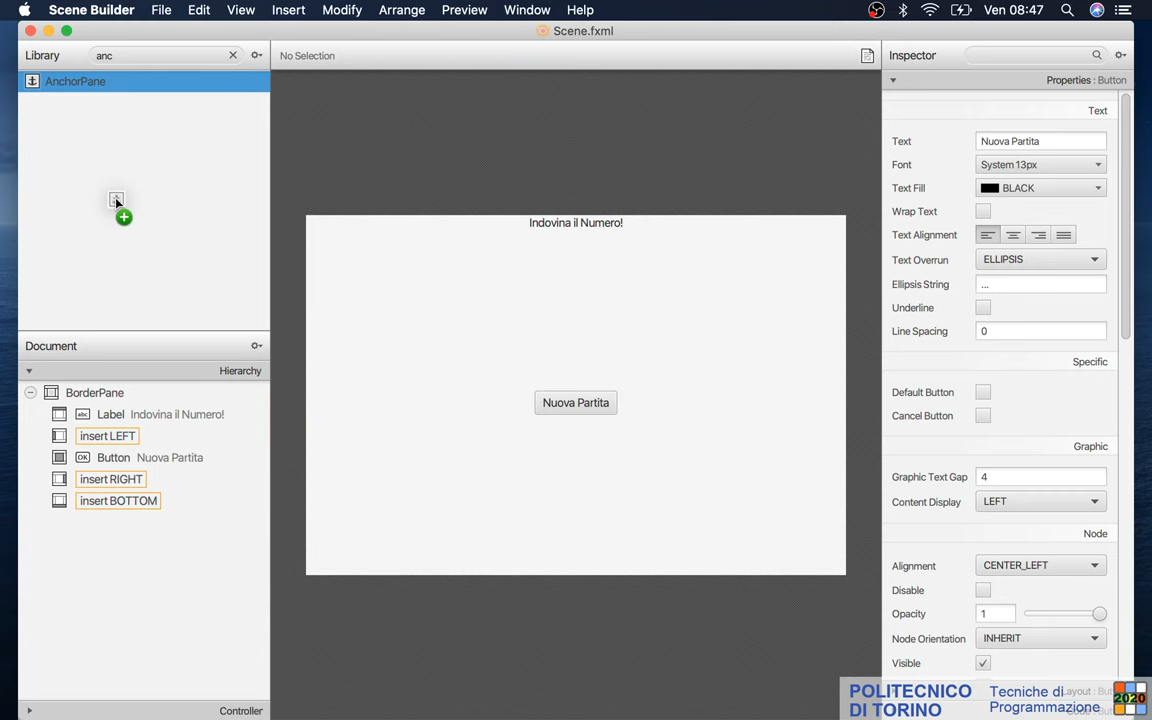 Scene Builder File Edit View Insert Modify Arrange Preview Window Help Ven 08:47
Scene.fxml
Library anc
No Selection
Inspector
AnchorPane
Properties : Button
Text
Text Nuova Partita
Font System 13px
Text Fill BLACK
Wrap Text
Text Alignment
Text Overrun ELLIPSIS
Ellipsis String ...
Underline
Line Spacing 0
Specific
Default Button
Cancel Button
Graphic
Graphic Text Gap 4
Content Display LEFT
Node
Alignment CENTER_LEFT
Disable
Opacity 1
Node Orientation INHERIT
Visible
Indovina il Numero!
Nuova Partita
Document
Hierarchy
BorderPane
abc Label Indovina il Numero!
insert LEFT
OK Button Nuova Partita
insert RIGHT
insert BOTTOM
Controller
POLITECNICO
DI TORINO
Tecniche di
Programmazione
2020